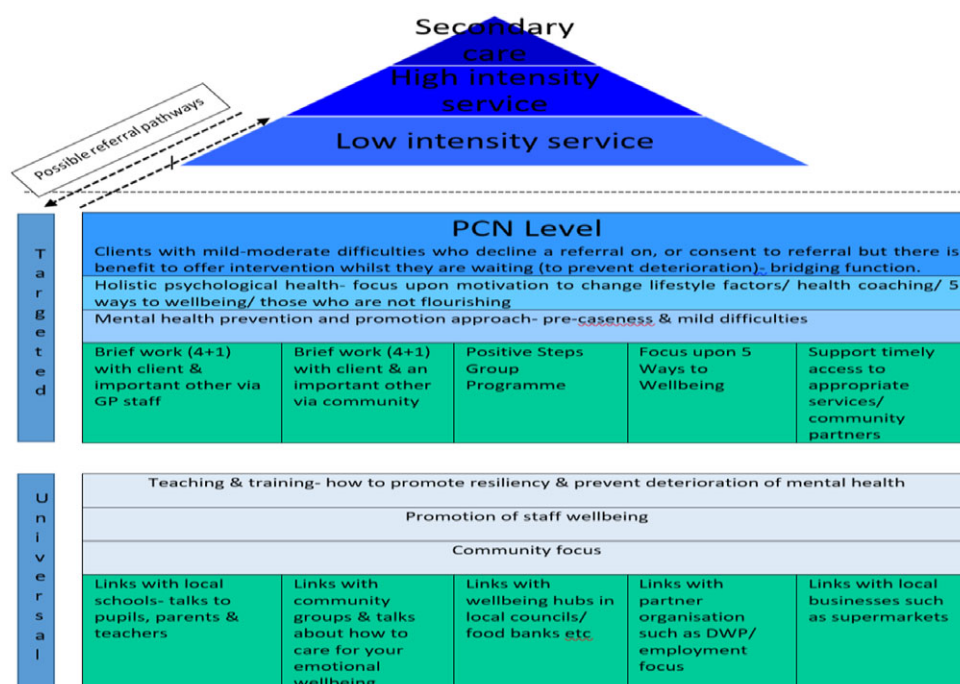 Secondary
care
High intensity
service
Low intensity service
Possible referral pathways
Targeted
PCN Level
Clients with mild-moderate difficulties who decline a referral on, or consent to referral but there is
benefit to offer intervention whilst they are waiting (to prevent deterioration)- bridging function.
Holistic psychological health- focus upon motivation to change lifestyle factors/ health coaching/ 5
ways to wellbeing/ those who are not flourishing
Mental health prevention and promotion approach- pre-caseness & mild difficulties
Brief work (4+1)
with client &
important other via
GP staff
Brief work (4+1)
with client & an
important other
via community
Positive Steps
Group
Programme
Focus upon 5
Ways to
Wellbeing
Support timely
access to
appropriate
services/
community
partners
Universal
Teaching & training- how to promote resiliency & prevent deterioration of mental health
Promotion of staff wellbeing
Community focus
Links with local
schools- talks to
pupils, parents &
teachers
Links with
community
groups & talks
about how to
care for your
emotional
wellbeing
Links with
wellbeing hubs in
local councils/
food banks etc
Links with
partner
organisation
such as DWP/
employment
focus
Links with local
businesses such
as supermarkets